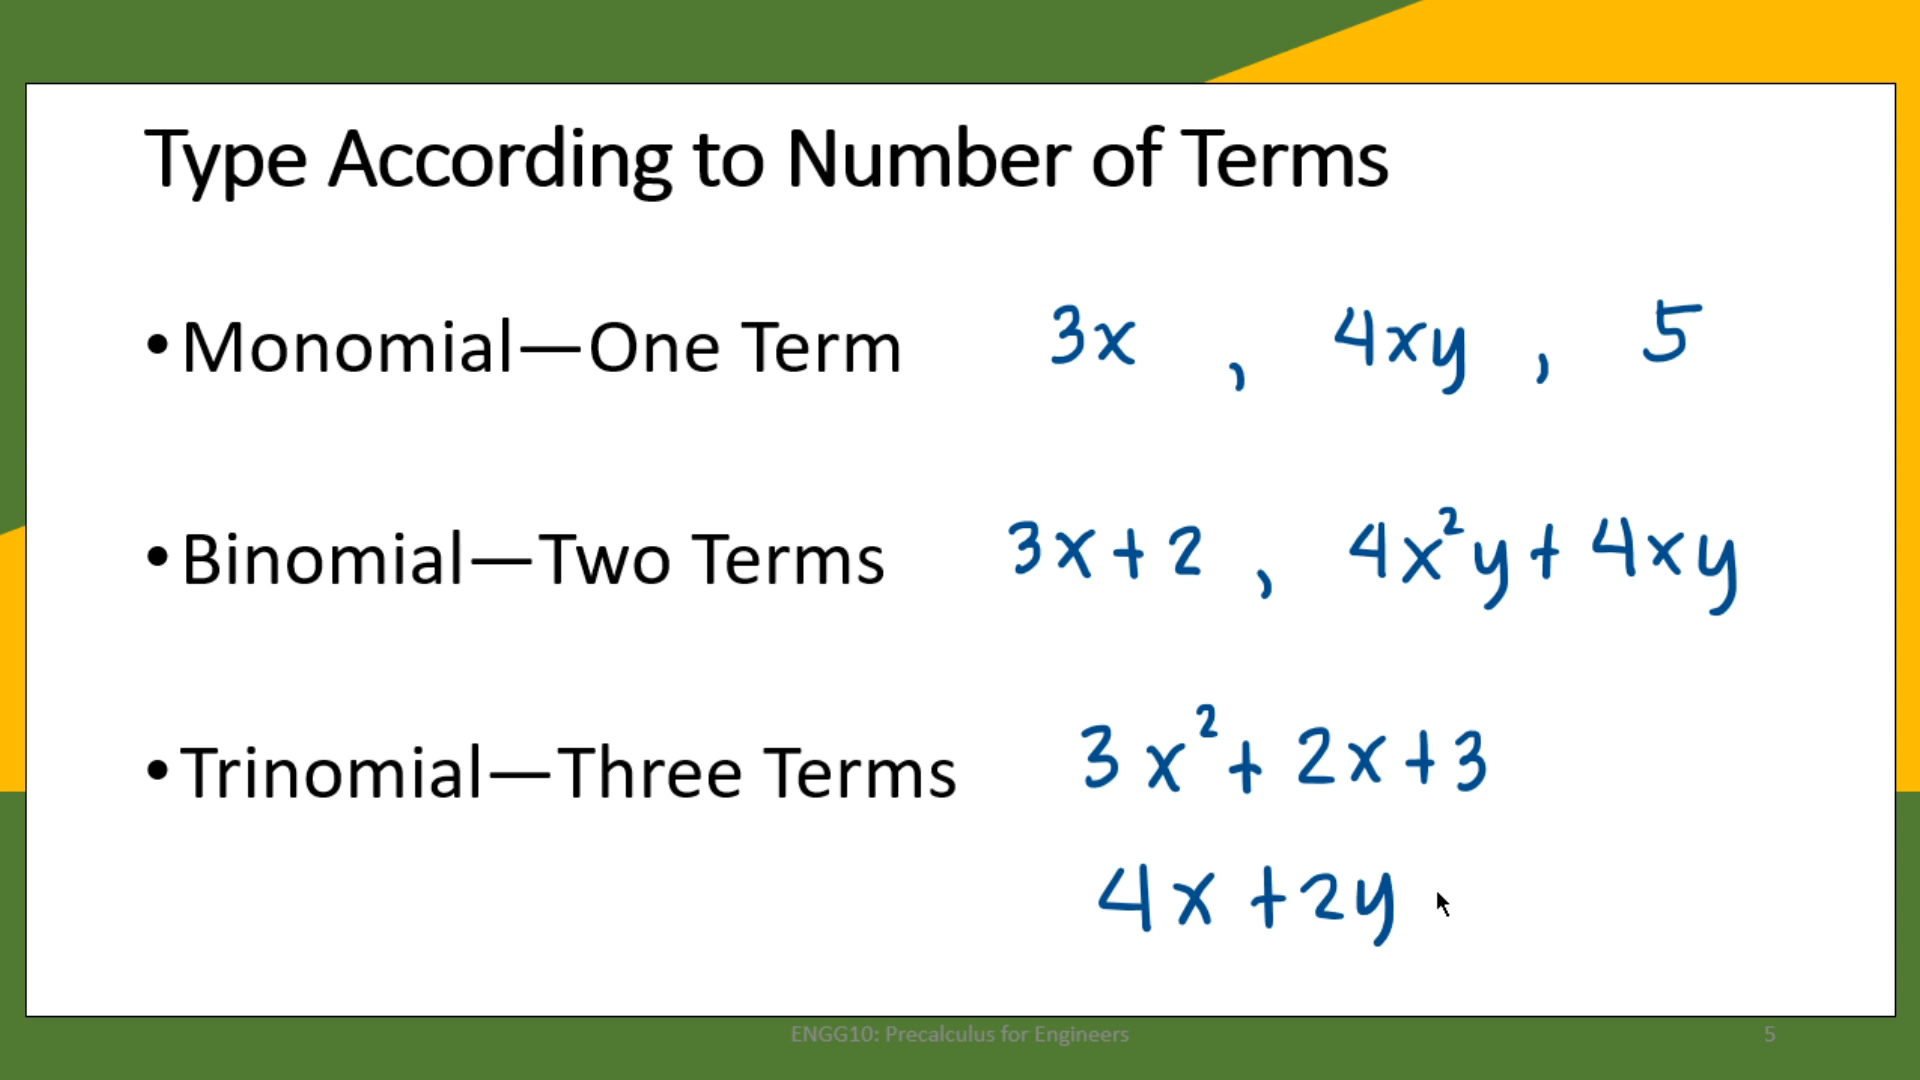 Type According to Number of Terms
•Monomial—One Term 3x , 4xy , 5
•Binomial—Two Terms 3x+2 , 4x²y+4xy
•Trinomial—Three Terms 3x²+2x+3
4x+2y
ENGG10: Precalculus for Engineers 5